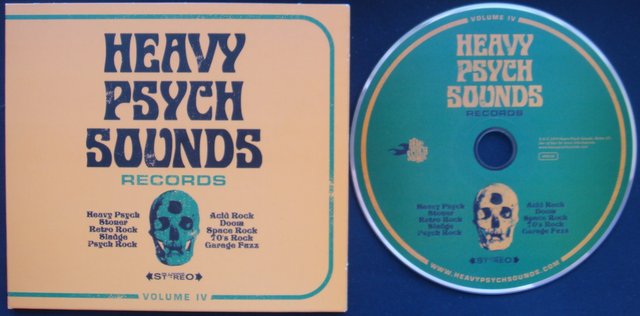 HEAVY
PSYCH
SOUNDS
RECORDS
Heavy Psych
Stoner
Retro Rock
Sludge
Psych Rock
Acid Rock
Doom
Space Rock
70's Rock
Garage Fuzz
STEREO
VOLUME IV
VOLUME IV
HEAVY
PSYCH
SOUNDS
RECORDS
Heavy Psych
Stoner
Retro Rock
Sludge
Psych Rock
Acid Rock
Doom
Space Rock
70's Rock
Garage Fuzz
STEREO
WWW.HEAVYPSYCHSOUNDS.COM